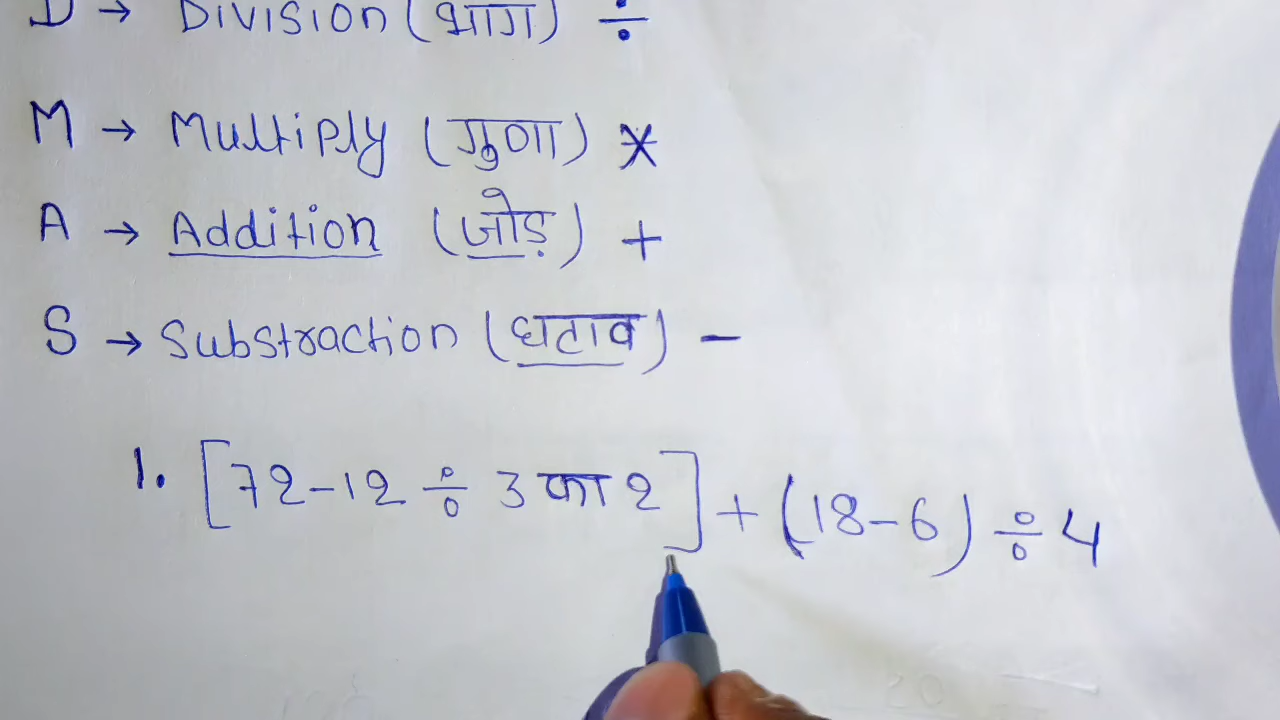 D → Division (भाग) ÷
M → Multiply (गुणा) *
A → Addition (जोड़) +
S → Substraction (घटाव) -
1. [72-12 ÷ 3 का 2] + (18-6) ÷ 4